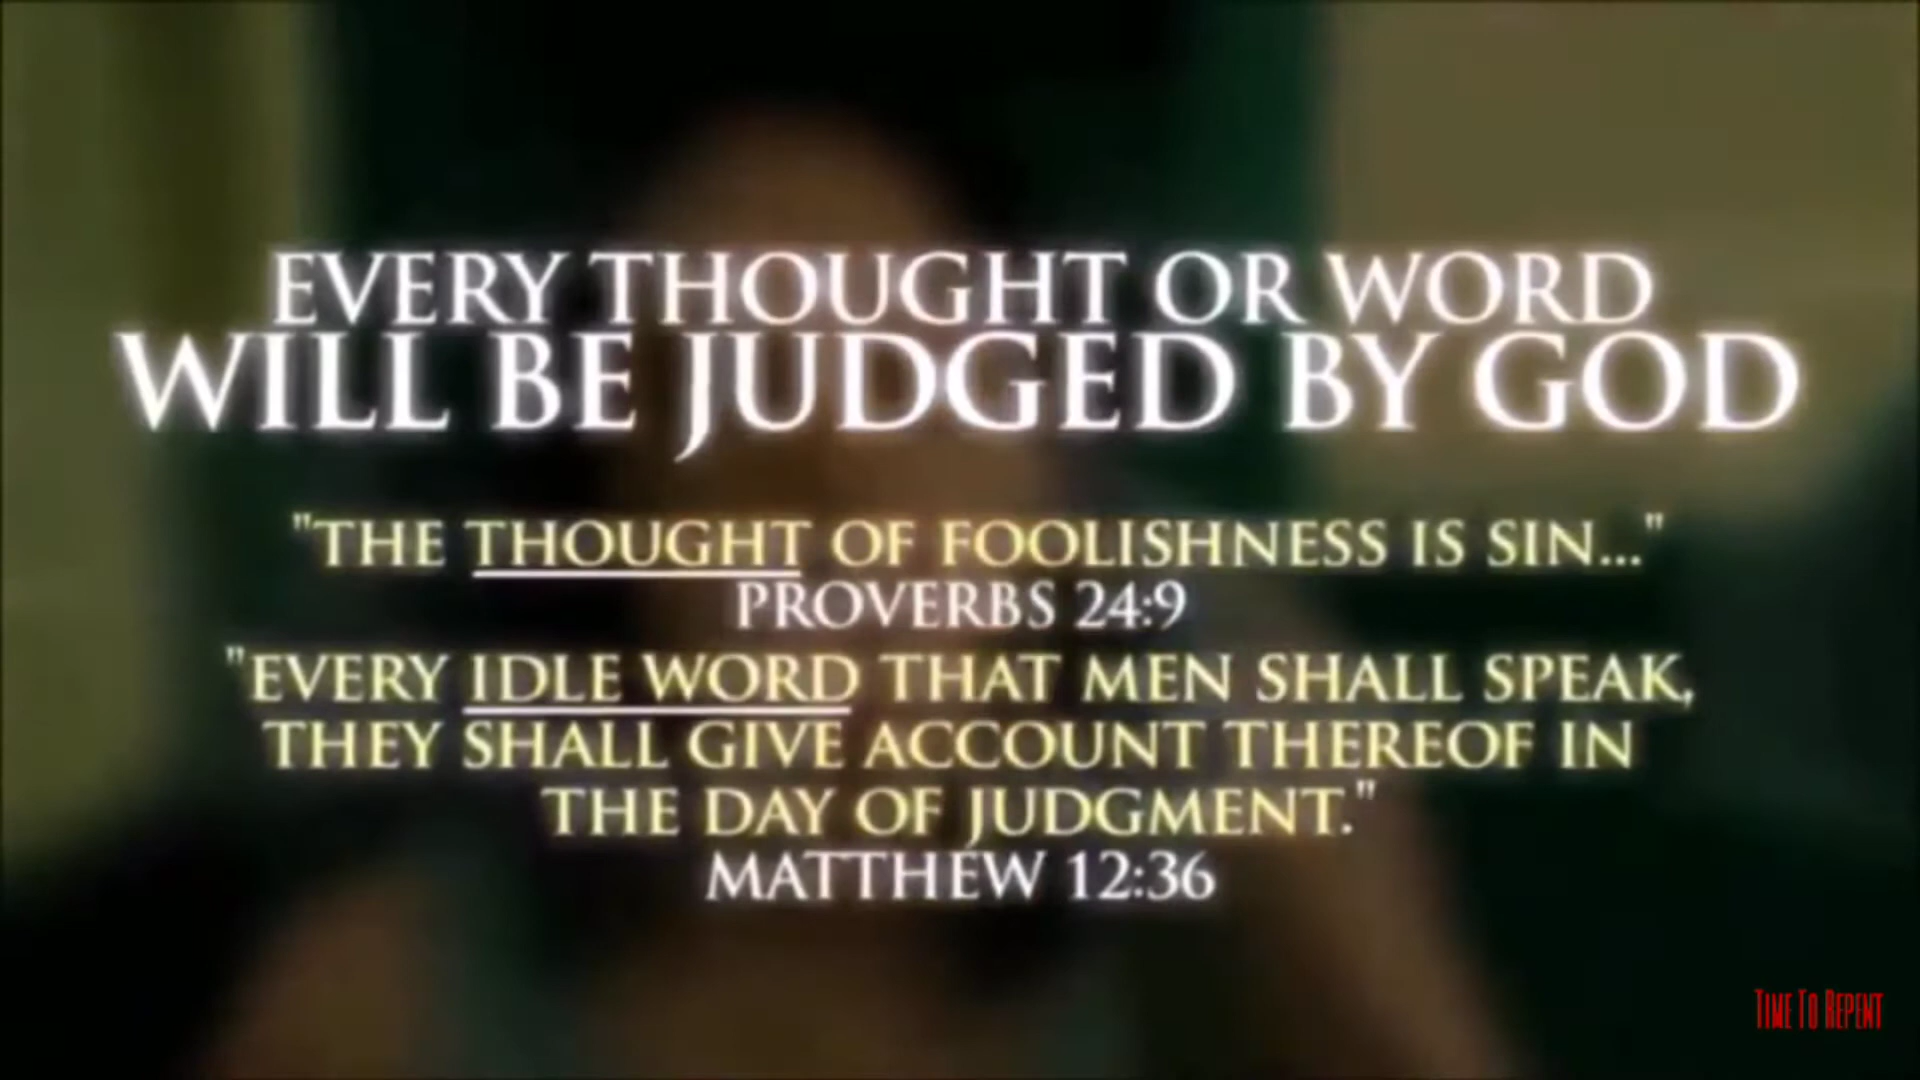 EVERY THOUGHT OR WORD
WILL BE JUDGED BY GOD
"THE THOUGHT OF FOOLISHNESS IS SIN..."
PROVERBS 24:9
"EVERY IDLE WORD THAT MEN SHALL SPEAK,
THEY SHALL GIVE ACCOUNT THEREOF IN
THE DAY OF JUDGMENT."
MATTHEW 12:36
TIME TO REPENT